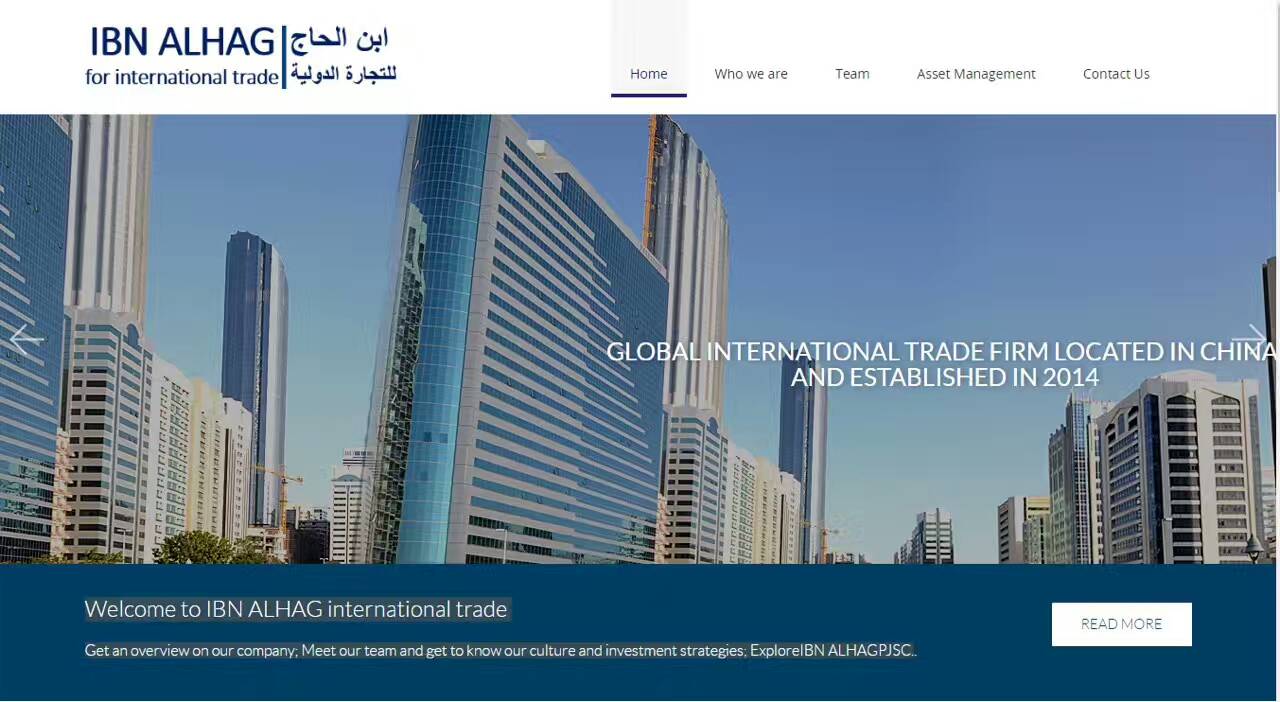 IBN ALHAG
for international trade
ابن الحاج
للتجارة الدولية
Home Who we are Team Asset Management Contact Us
GLOBAL INTERNATIONAL TRADE FIRM LOCATED IN CHINA
AND ESTABLISHED IN 2014
Welcome to IBN ALHAG international trade
Get an overview on our company; Meet our team and get to know our culture and investment strategies; ExploreIBN ALHAGPJSC..
READ MORE